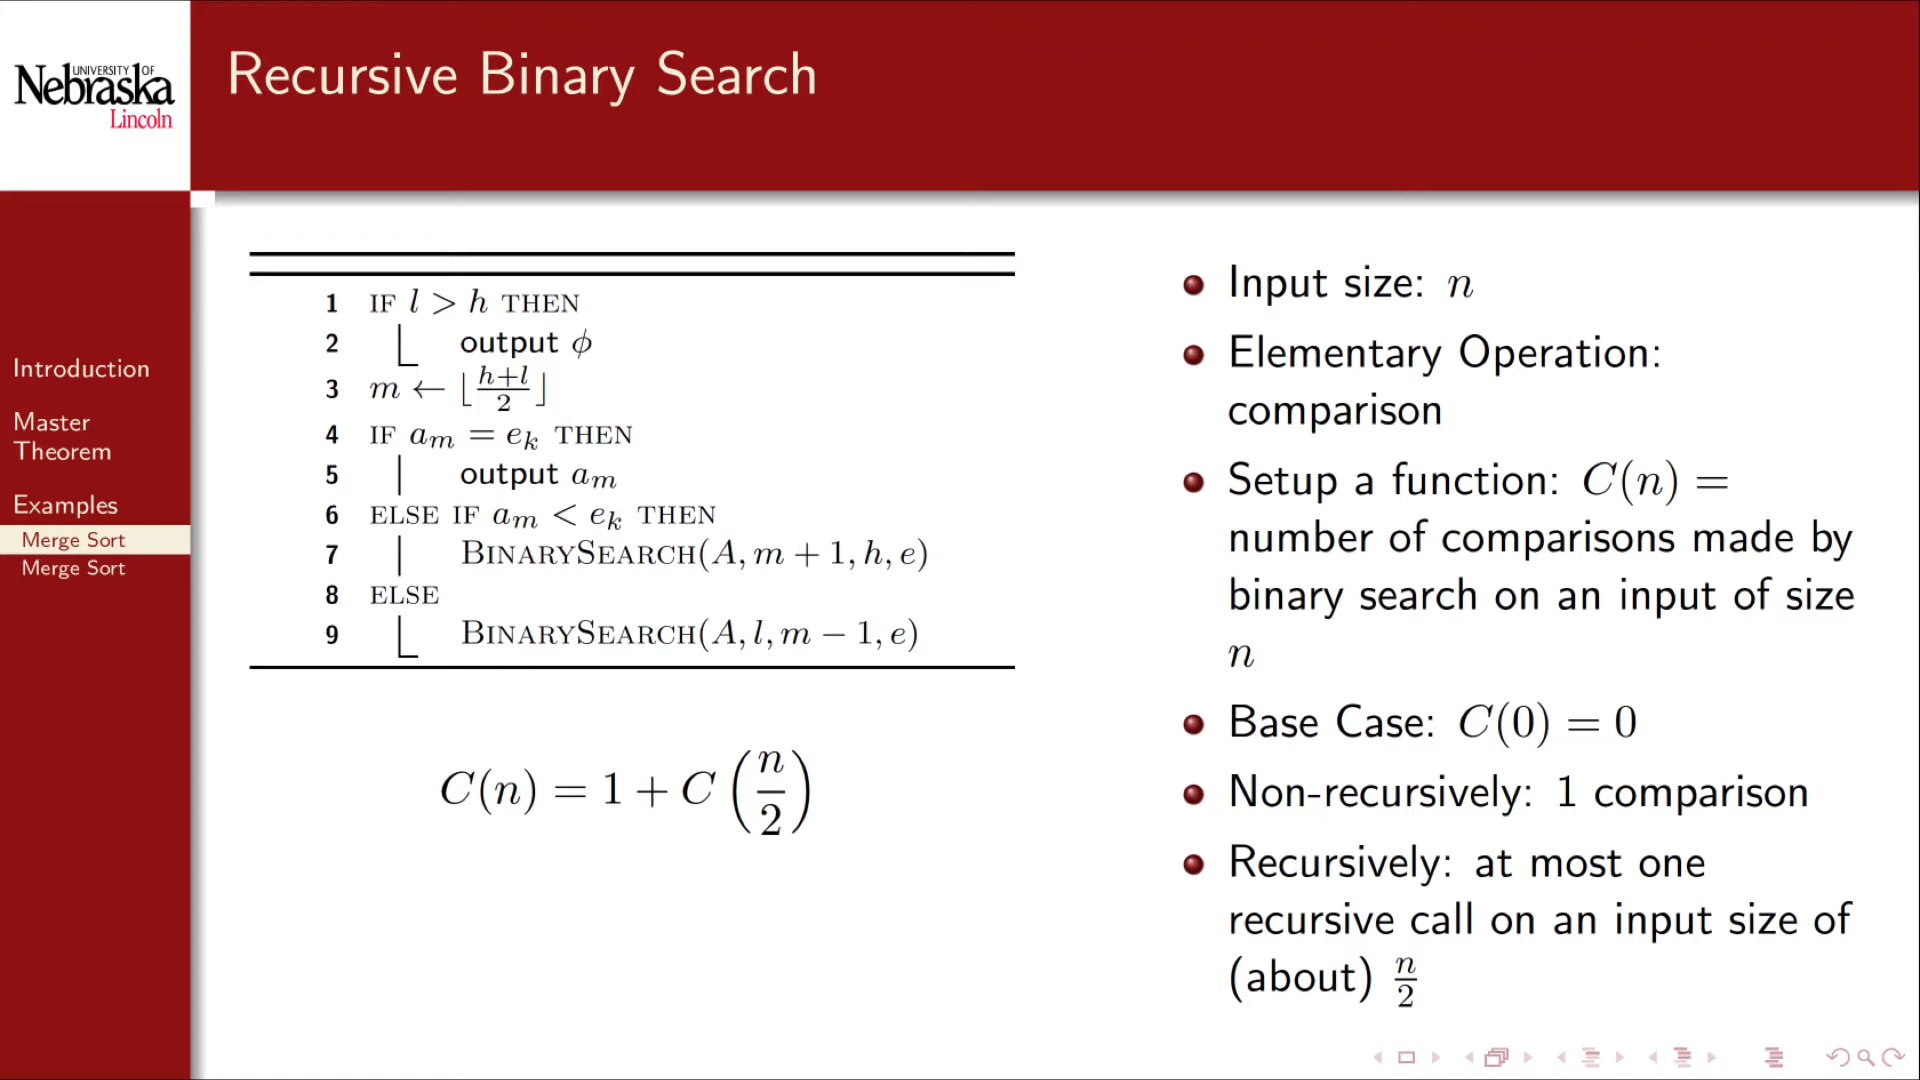 UNIVERSITY OF
Nebraska
Lincoln
Recursive Binary Search
Introduction
Master
Theorem
Examples
Merge Sort
Merge Sort
1 IF l > h THEN
2 output ϕ
3 m ← ⌊(h+l)/2⌋
4 IF a_m = e_k THEN
5 output a_m
6 ELSE IF a_m < e_k THEN
7 BINARYSEARCH(A, m + 1, h, e)
8 ELSE
9 BINARYSEARCH(A, l, m − 1, e)
C(n) = 1 + C(n/2)
Input size: n
Elementary Operation:
comparison
Setup a function: C(n) =
number of comparisons made by
binary search on an input of size
n
Base Case: C(0) = 0
Non-recursively: 1 comparison
Recursively: at most one
recursive call on an input size of
(about) n/2